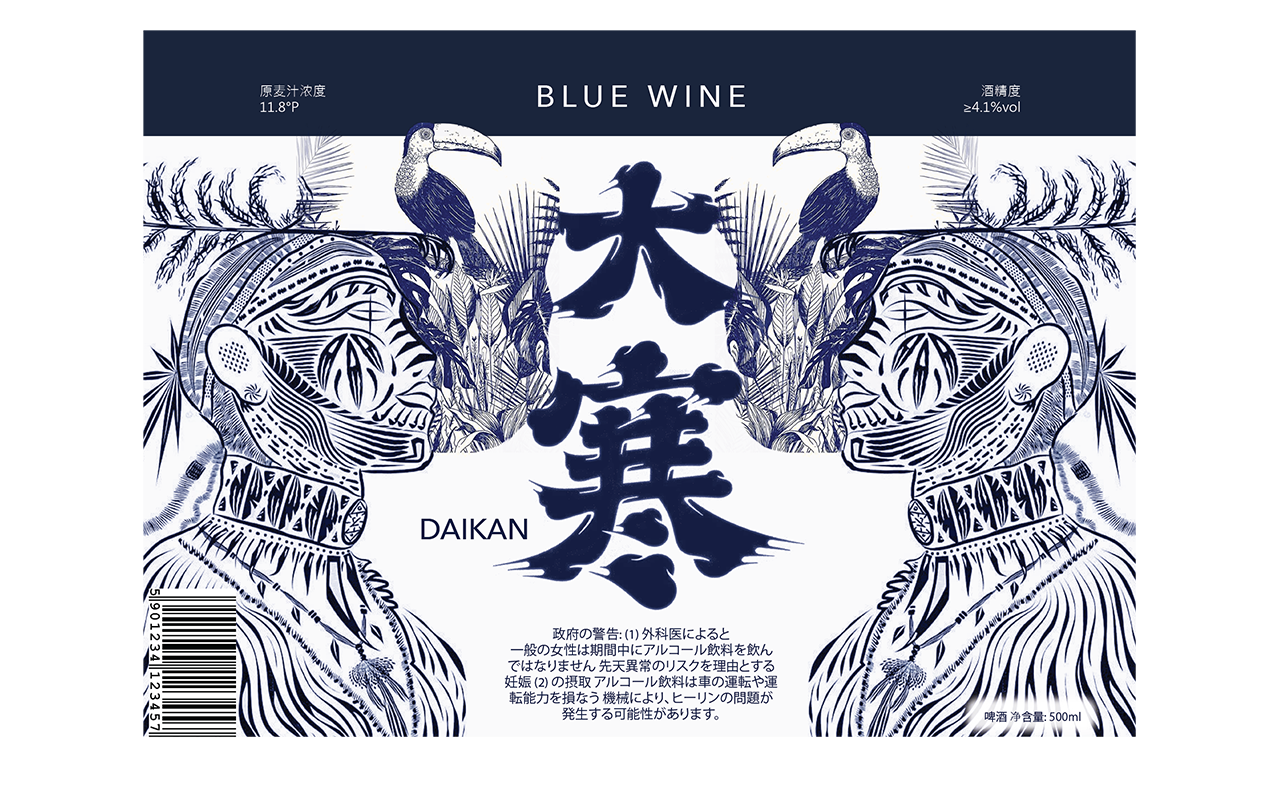 原麦汁浓度
11.8°P
BLUE WINE
酒精度
≥4.1%vol
大
寒
DAIKAN
政府の警告: (1) 外科医によると
一般の女性は期間中にアルコール飲料を飲ん
ではなりません 先天異常のリスクを理由とする
妊娠 (2) の摂取 アルコール飲料は車の運転や運
転能力を損なう 機械により、ヒーリンの問題が
発生する可能性があります。
5901234123457
啤酒 净含量: 500ml